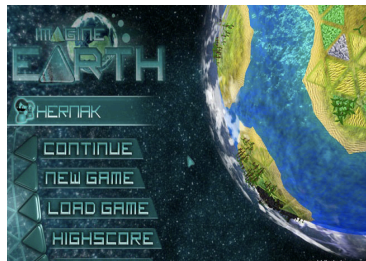 IMAGINE
EARTH
HERNAK
CONTINUE
NEW GAME
LOAD GAME
HIGHSCORE